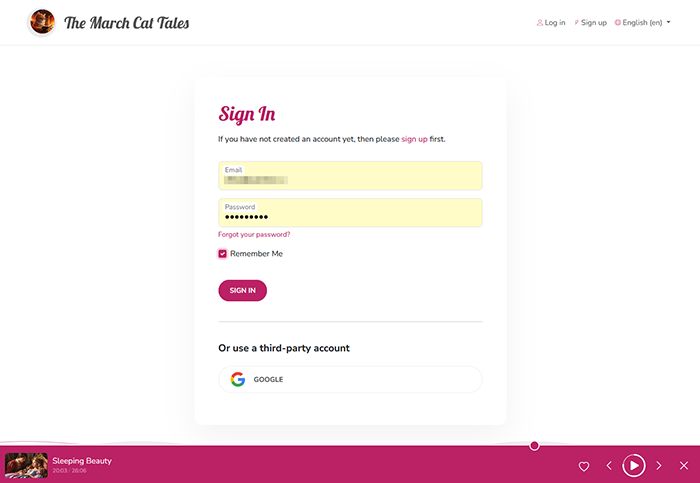 The March Cat Tales
Log in
Sign up
English (en)
Sign In
If you have not created an account yet, then please sign up first.
Email
Password
Forgot your password?
Remember Me
SIGN IN
Or use a third-party account
GOOGLE
Sleeping Beauty
20:03 / 26:06